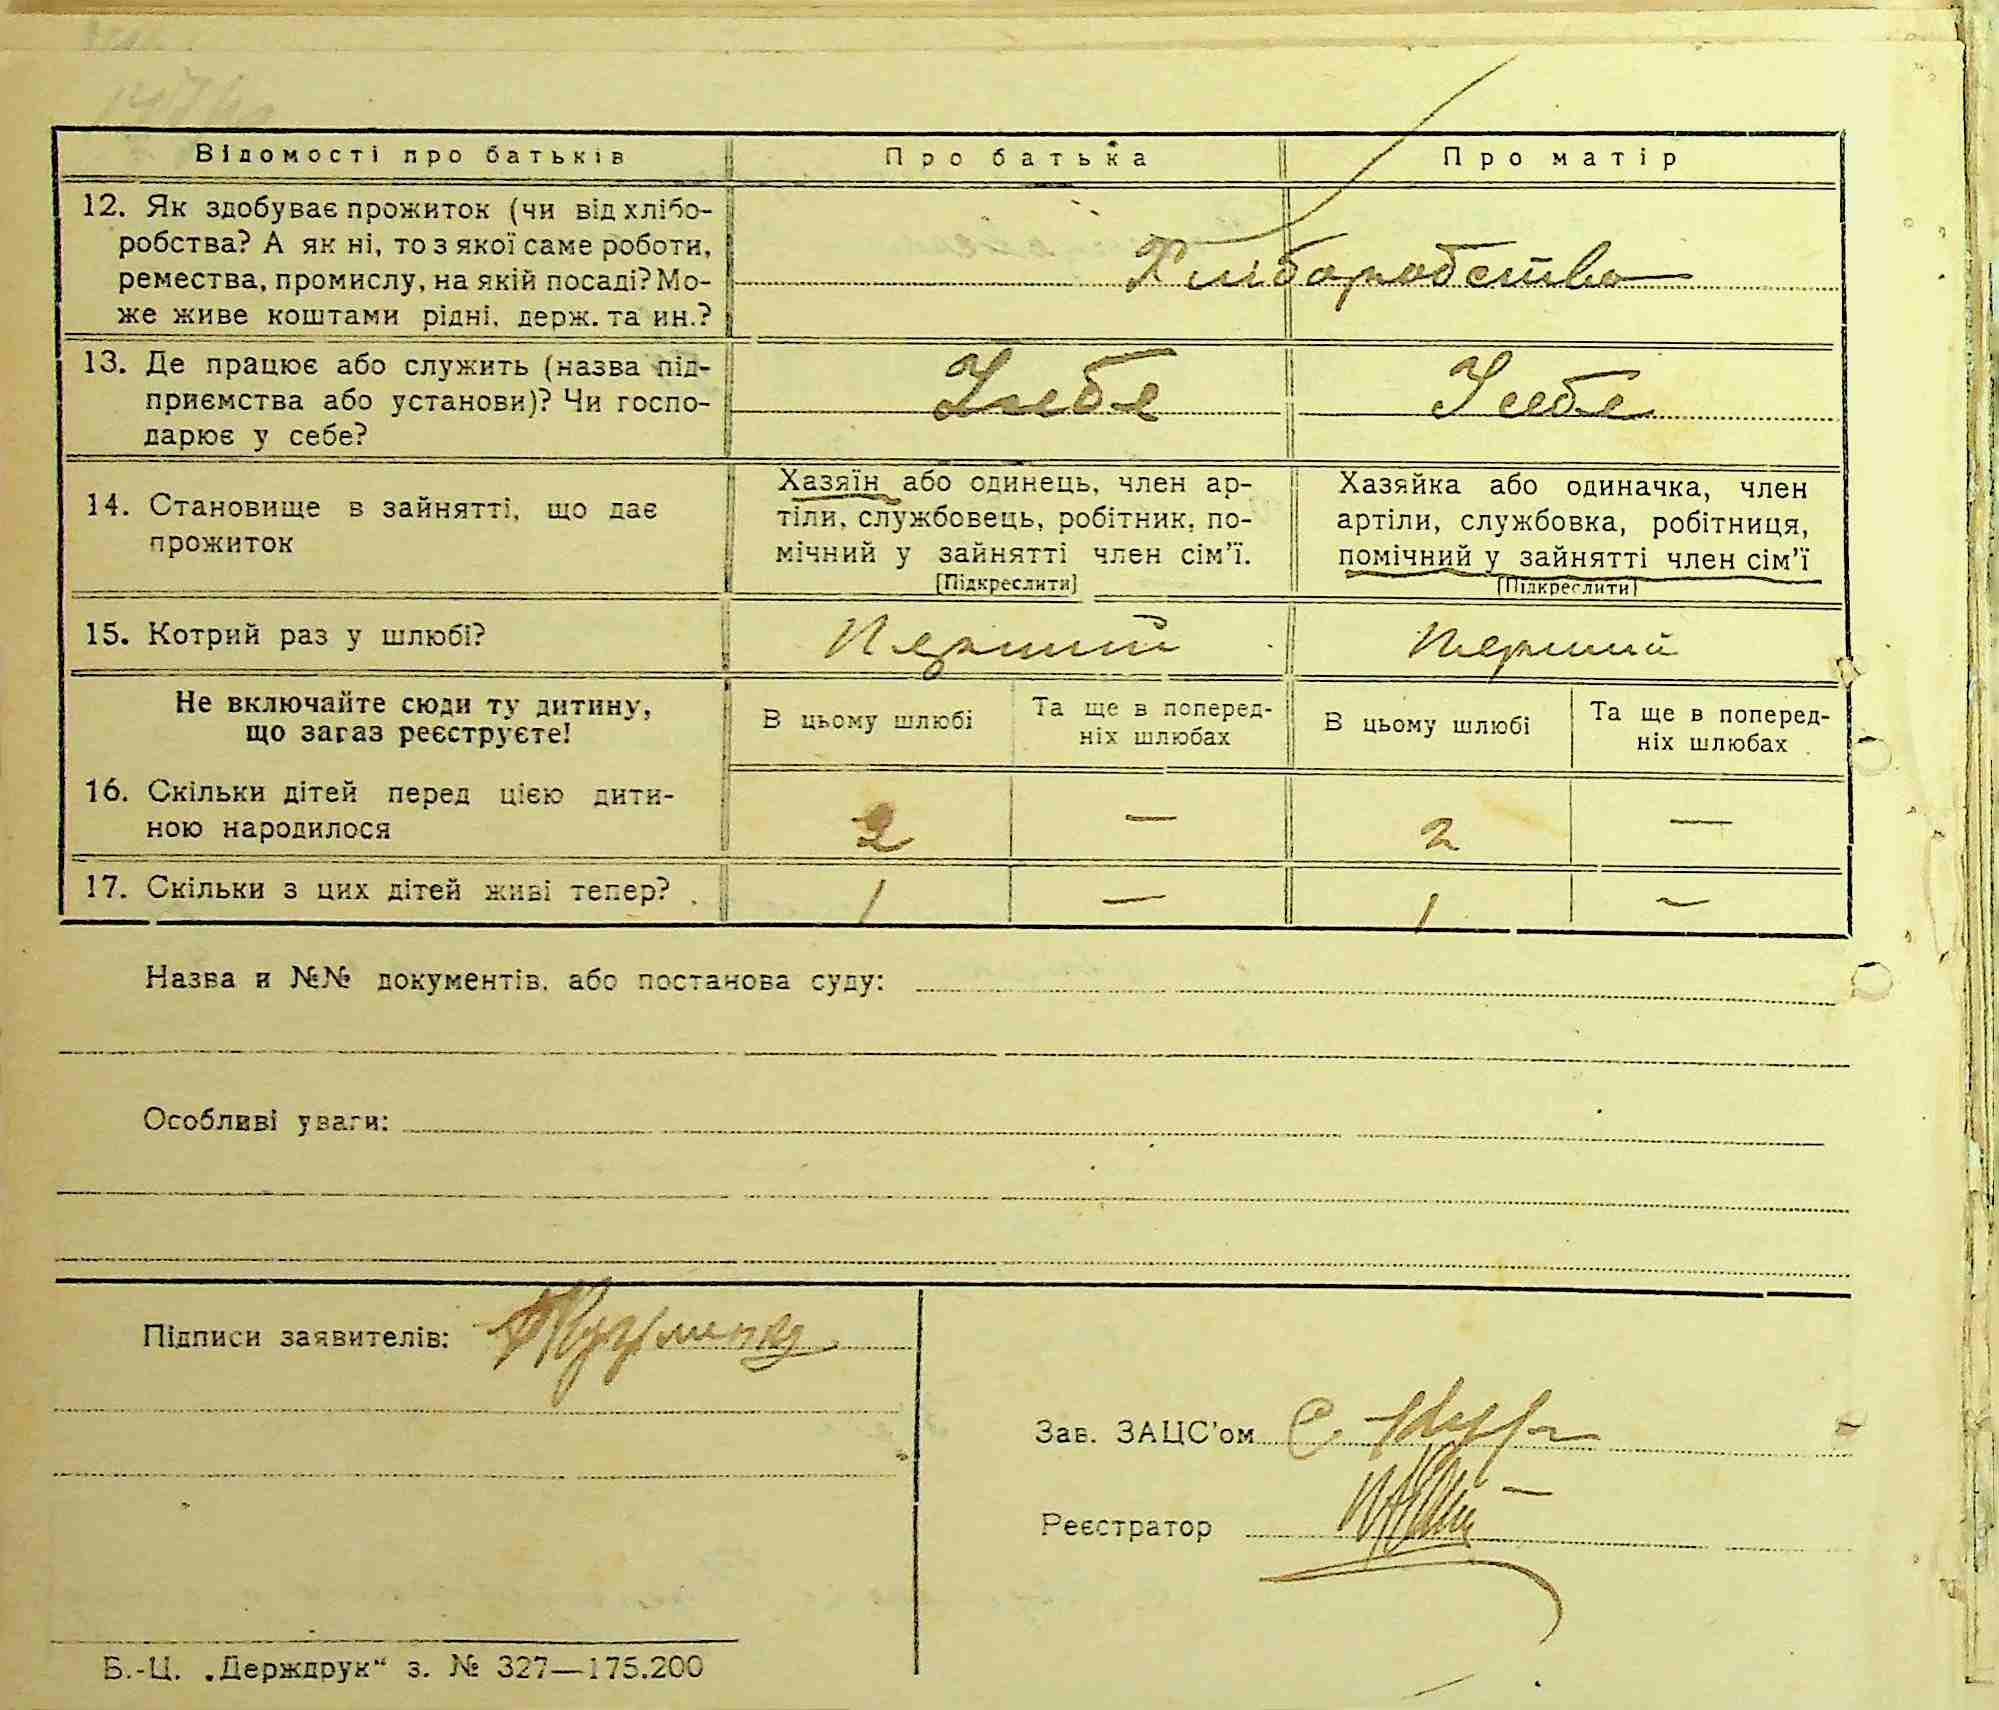 Відомості про батьків Про батька Про матір
12. Як здобуває прожиток (чи від хлібо-
робства? А як ні, то з якої саме роботи,
ремества, промислу, на якій посаді? Мо-
же живе коштами рідні, держ. та ин.?
Хліборобство
13. Де працює або служить (назва під-
приємства або установи)? Чи госпо-
дарює у себе?
У себе У себе
14. Становище в зайнятті, що дає
прожиток
Хазяїн або одинець, член ар-
тіли, службовець, робітник, по-
мічний у зайнятті член сім'ї.
[Підкреслити]
Хазяйка або одиначка, член
артіли, службовка, робітниця,
помічний у зайнятті член сім'ї
[Підкреслити]
15. Котрий раз у шлюбі? Перший Перший
Не включайте сюди ту дитину,
що загаз реєструєте!
В цьому шлюбі
Та ще в поперед-
ніх шлюбах
В цьому шлюбі
Та ще в поперед-
ніх шлюбах
16. Скільки дітей перед цією дити-
ною народилося
2 — 2 —
17. Скільки з цих дітей живі тепер? 1 — 1 —
Назва и №№ документів, або постанова суду:
Особливі уваги:
Підписи заявителів:
Зав. ЗАЦС'ом
Реєстратор
Б.-Ц. „Держдрук“ з. № 327—175.200